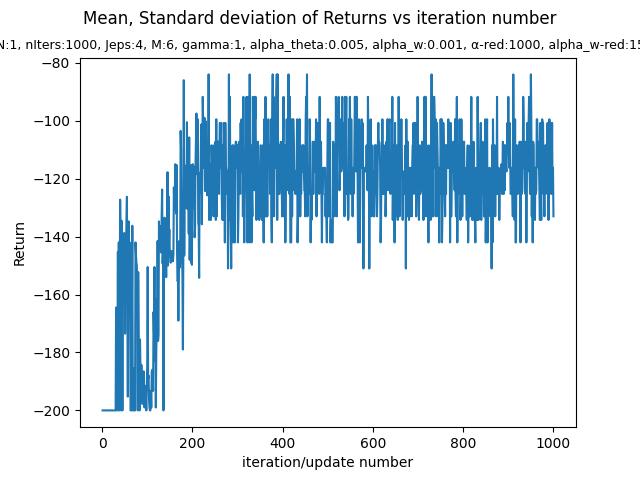 Mean, Standard deviation of Returns vs iteration number
N:1, nIters:1000, Jeps:4, M:6, gamma:1, alpha_theta:0.005, alpha_w:0.001, α-red:1000, alpha_w-red:15
Return
−80
−100
−120
−140
−160
−180
−200
0 200 400 600 800 1000
iteration/update number